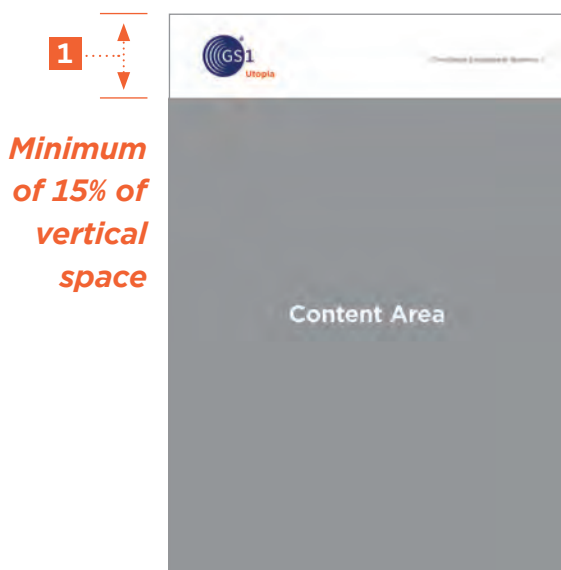 1
GS1
Utopia
Minimum
of 15% of
vertical
space
Content Area